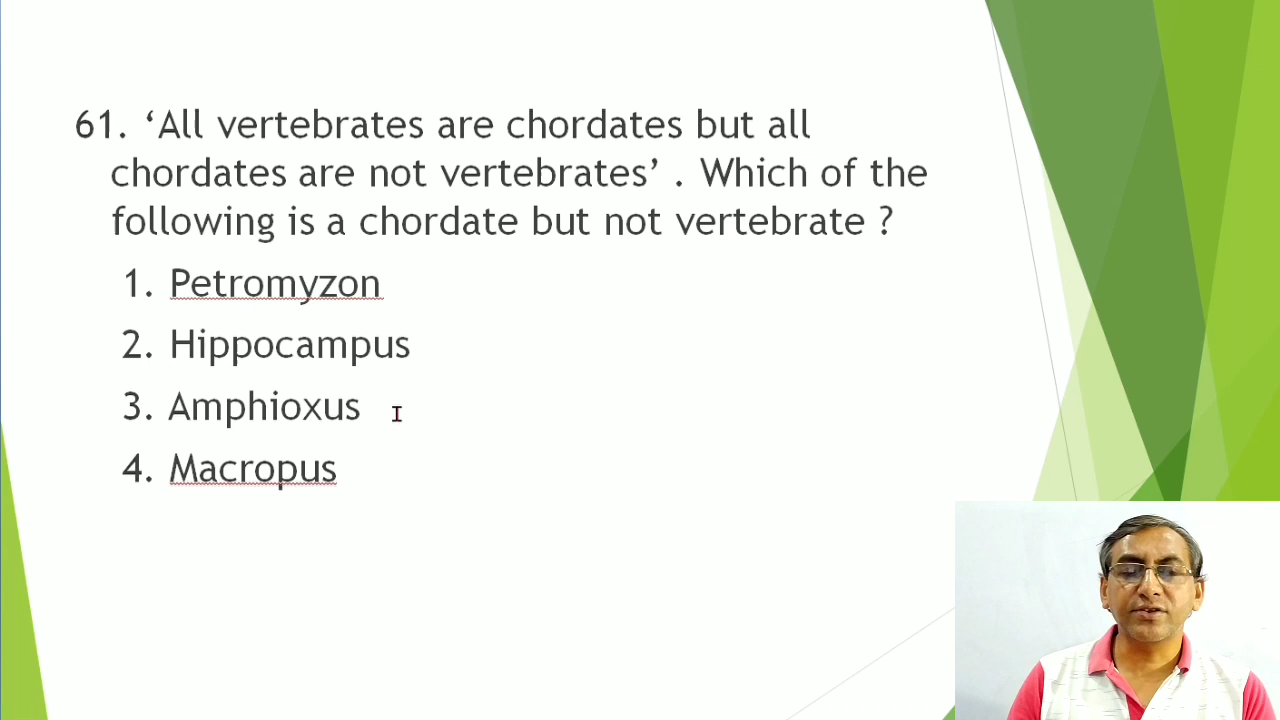 61. ‘All vertebrates are chordates but all
chordates are not vertebrates’ . Which of the
following is a chordate but not vertebrate ?
1. Petromyzon
2. Hippocampus
3. Amphioxus
4. Macropus